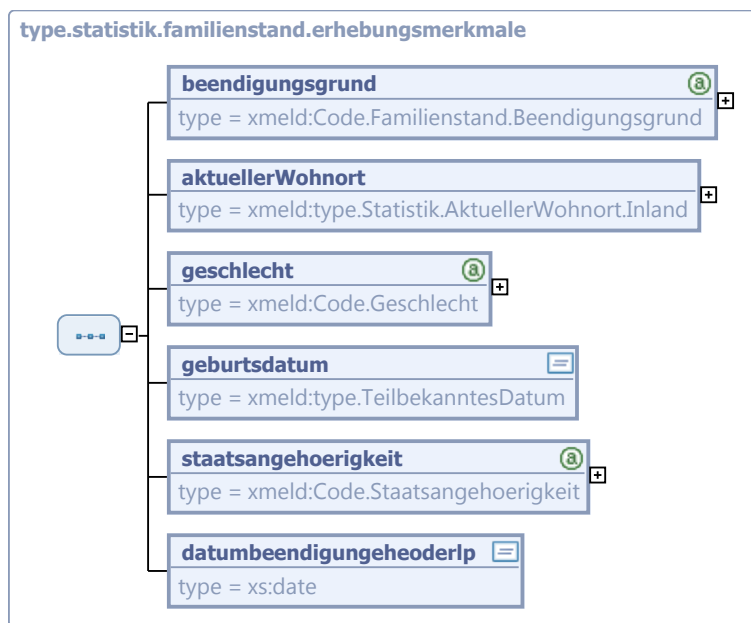 type.statistik.familienstand.erhebungsmerkmale
beendigungsgrund
type = xmeld:Code.Familienstand.Beendigungsgrund
aktuellerWohnort
type = xmeld:type.Statistik.AktuellerWohnort.Inland
geschlecht
type = xmeld:Code.Geschlecht
geburtsdatum
type = xmeld:type.TeilbekanntesDatum
staatsangehoerigkeit
type = xmeld:Code.Staatsangehoerigkeit
datumbeendigungeheoderlp
type = xs:date